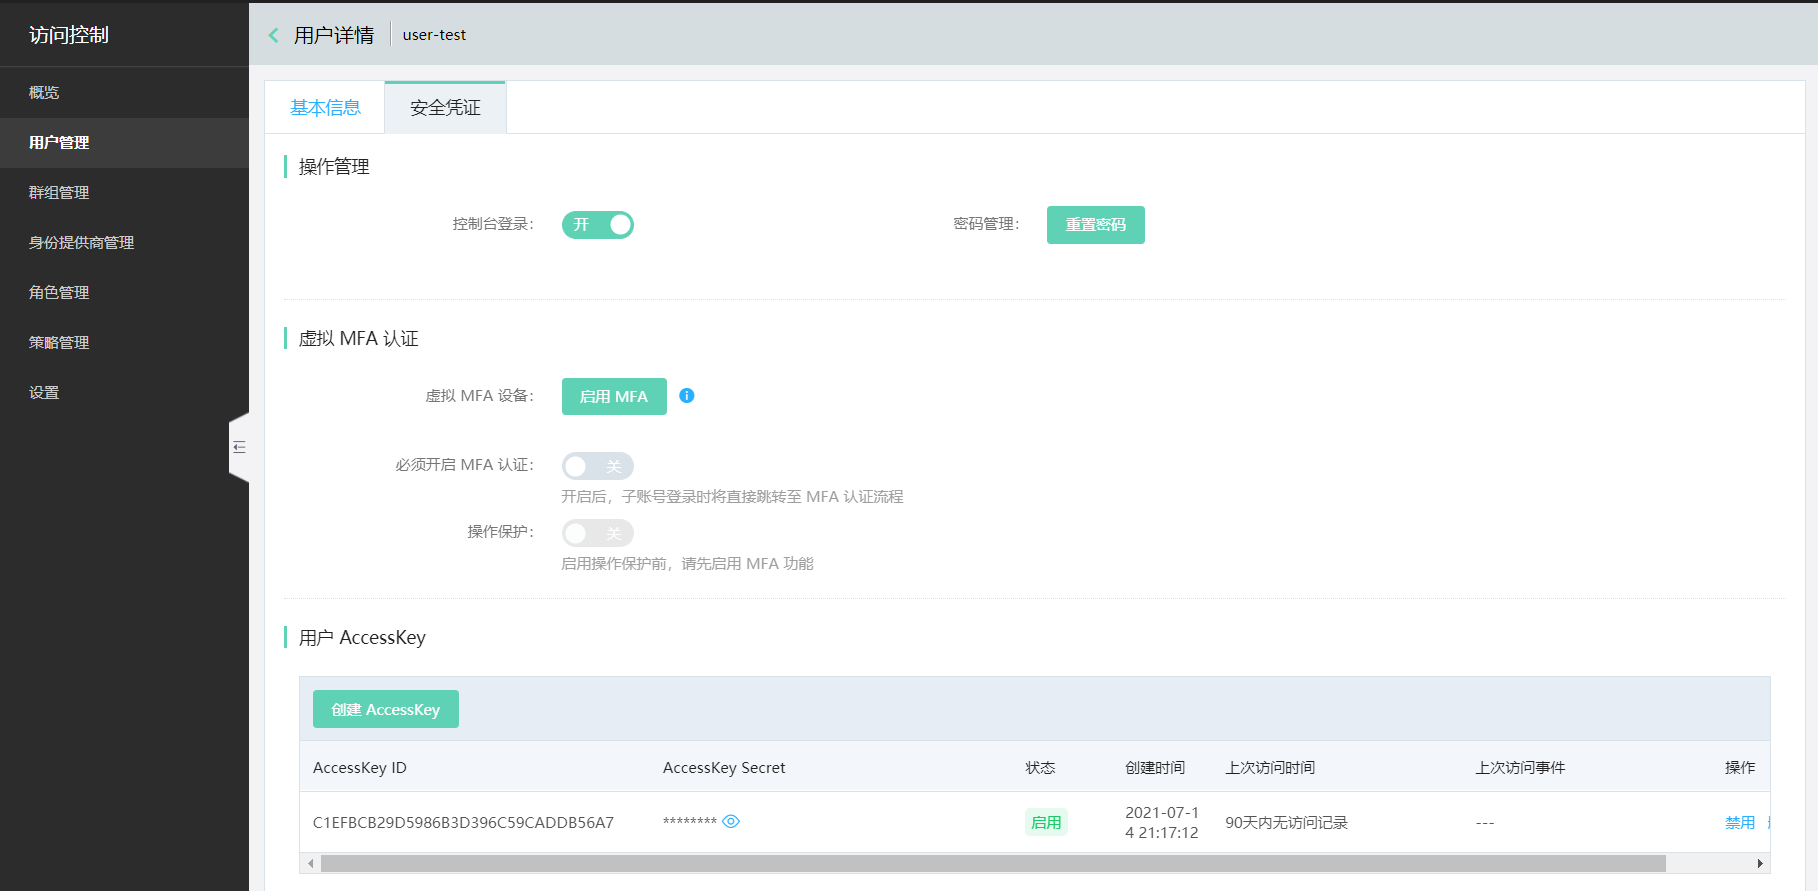 访问控制
概览
用户管理
群组管理
身份提供商管理
角色管理
策略管理
设置
用户详情 user-test
基本信息 安全凭证
操作管理
控制台登录： 开 密码管理： 重置密码
虚拟 MFA 认证
虚拟 MFA 设备： 启用 MFA
必须开启 MFA 认证： 关
开启后，子账号登录时将直接跳转至 MFA 认证流程
操作保护： 关
启用操作保护前，请先启用 MFA 功能
用户 AccessKey
创建 AccessKey
AccessKey ID AccessKey Secret 状态 创建时间 上次访问时间 上次访问事件 操作
C1EFBCB29D5986B3D396C59CADDB56A7 ******** 启用 2021-07-1
4 21:17:12 90天内无访问记录 --- 禁用